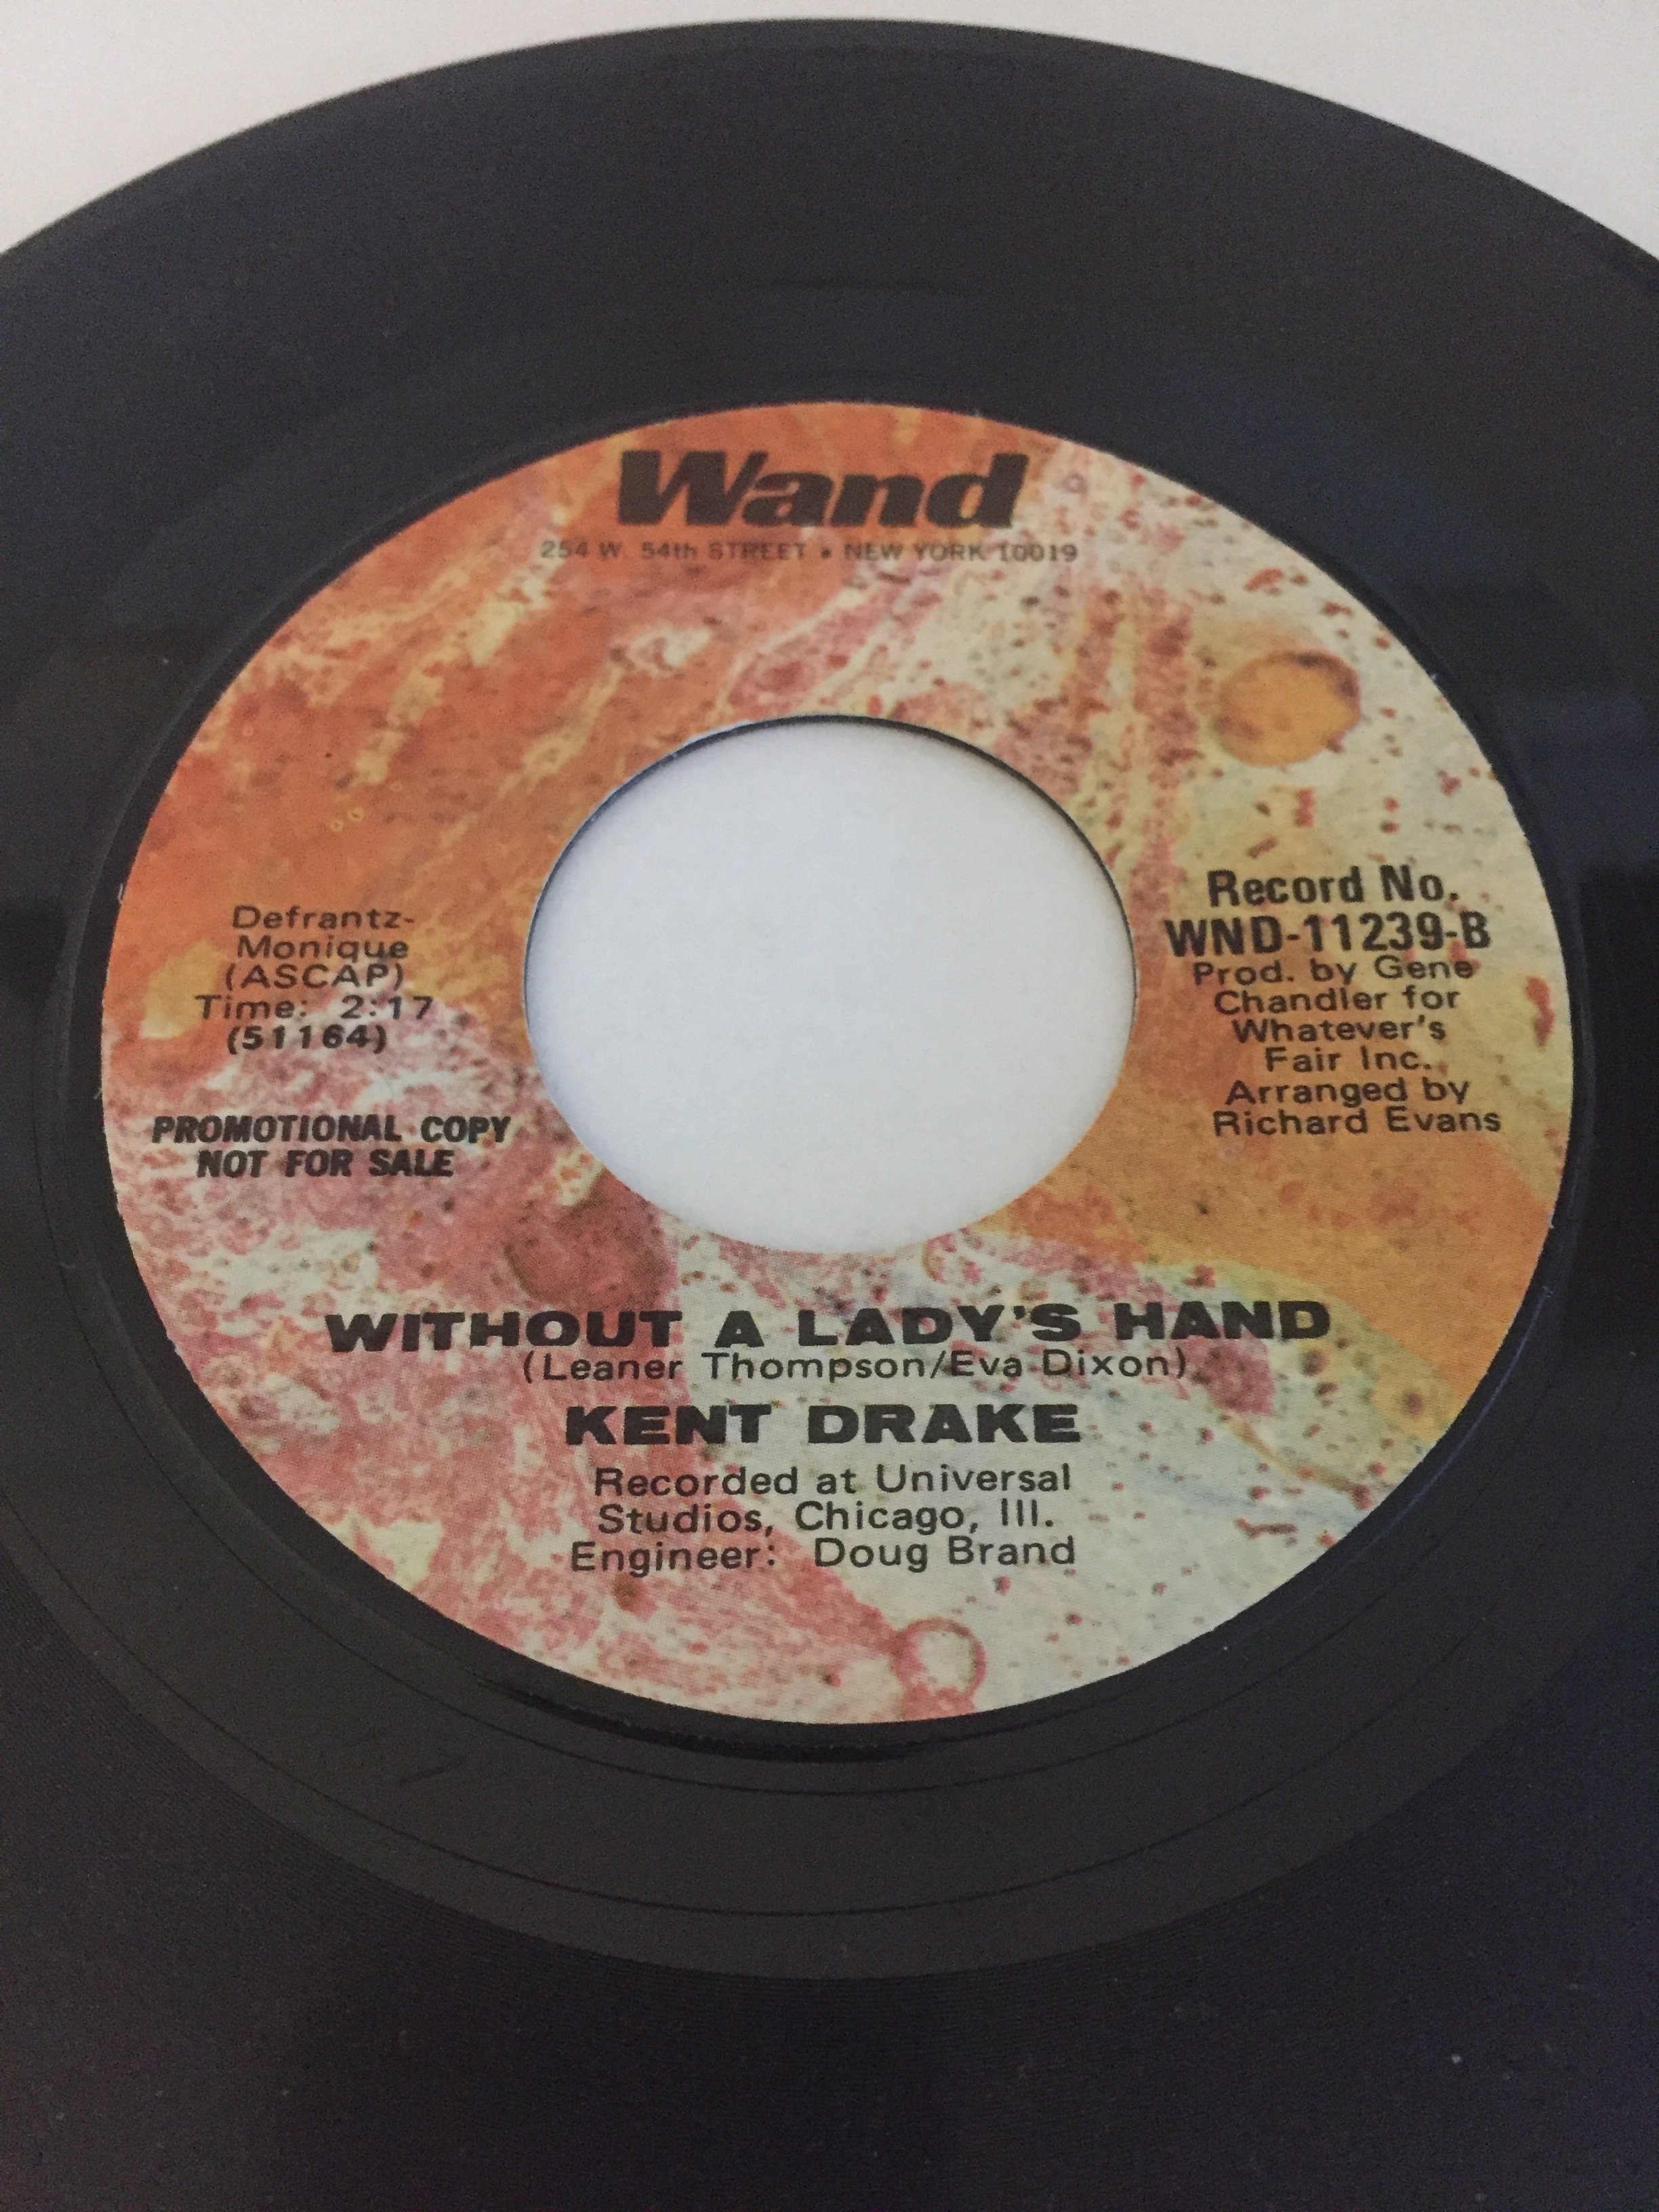 Wand
254 W. 54th STREET • NEW YORK 10019
Defrantz-
Monique
(ASCAP)
Time: 2:17
(51164)
PROMOTIONAL COPY
NOT FOR SALE
Record No.
WND-11239-B
Prod. by Gene
Chandler for
Whatever's
Fair Inc.
Arranged by
Richard Evans
WITHOUT A LADY'S HAND
(Leaner Thompson/Eva Dixon)
KENT DRAKE
Recorded at Universal
Studios, Chicago, Ill.
Engineer: Doug Brand